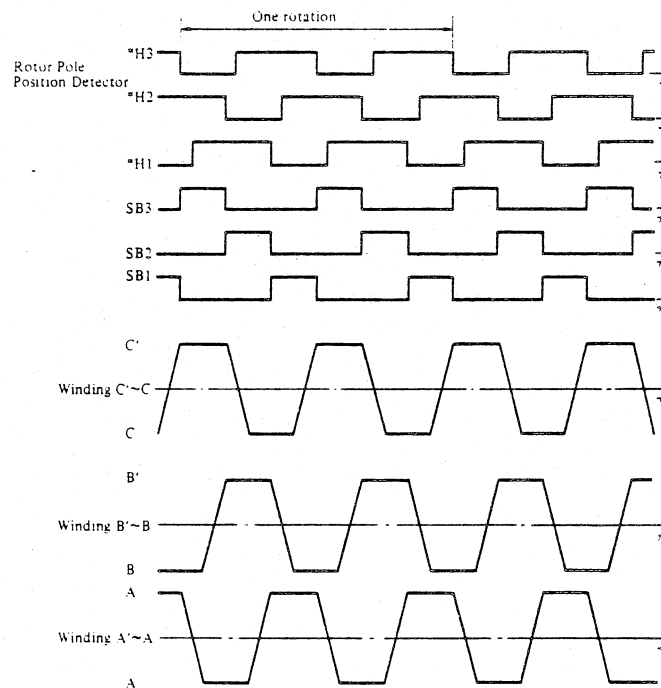 One rotation
Rotor Pole
Position Detector
*H3
*H2
*H1
SB3
SB2
SB1
C'
Winding C'~C
C
B'
Winding B'~B
B
A
Winding A'~A
A